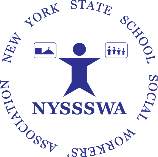 NEW YORK STATE SCHOOL SOCIAL WORKERS' ASSOCIATION
NYSSSWA